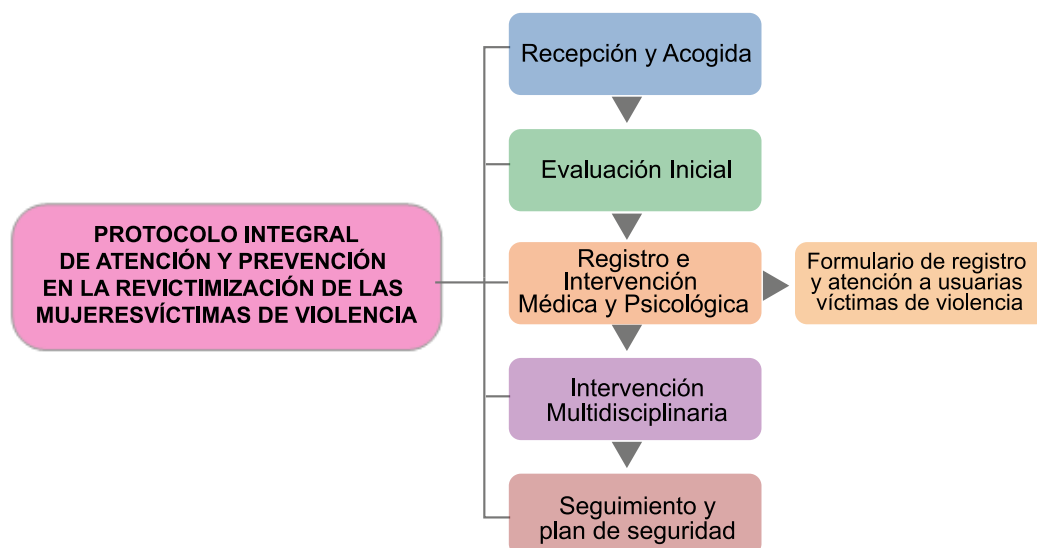 PROTOCOLO INTEGRAL
DE ATENCIÓN Y PREVENCIÓN
EN LA REVICTIMIZACIÓN DE LAS
MUJERESVÍCTIMAS DE VIOLENCIA
Recepción y Acogida
Evaluación Inicial
Registro e
Intervención
Médica y Psicológica
Formulario de registro
y atención a usuarias
víctimas de violencia
Intervención
Multidisciplinaria
Seguimiento y
plan de seguridad